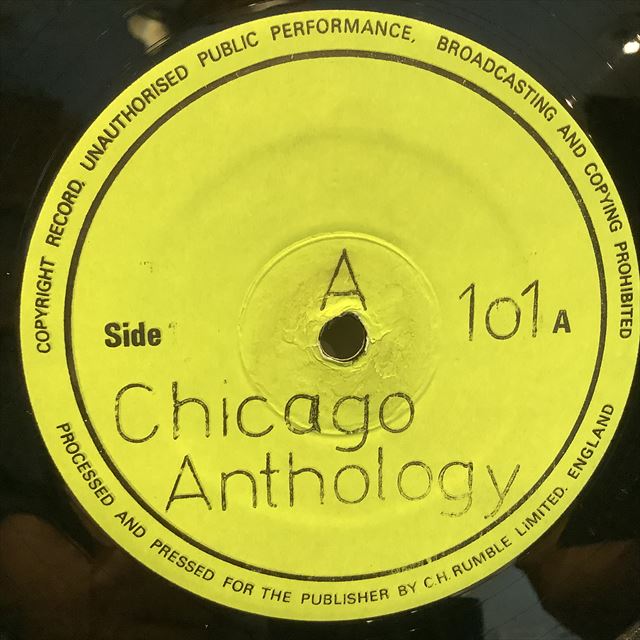 COPYRIGHT RECORD, UNAUTHORISED PUBLIC PERFORMANCE, BROADCASTING AND COPYING PROHIBITED
A
Side
101 A
Chicago
Anthology
PROCESSED AND PRESSED FOR THE PUBLISHER BY C.H. RUMBLE LIMITED. ENGLAND